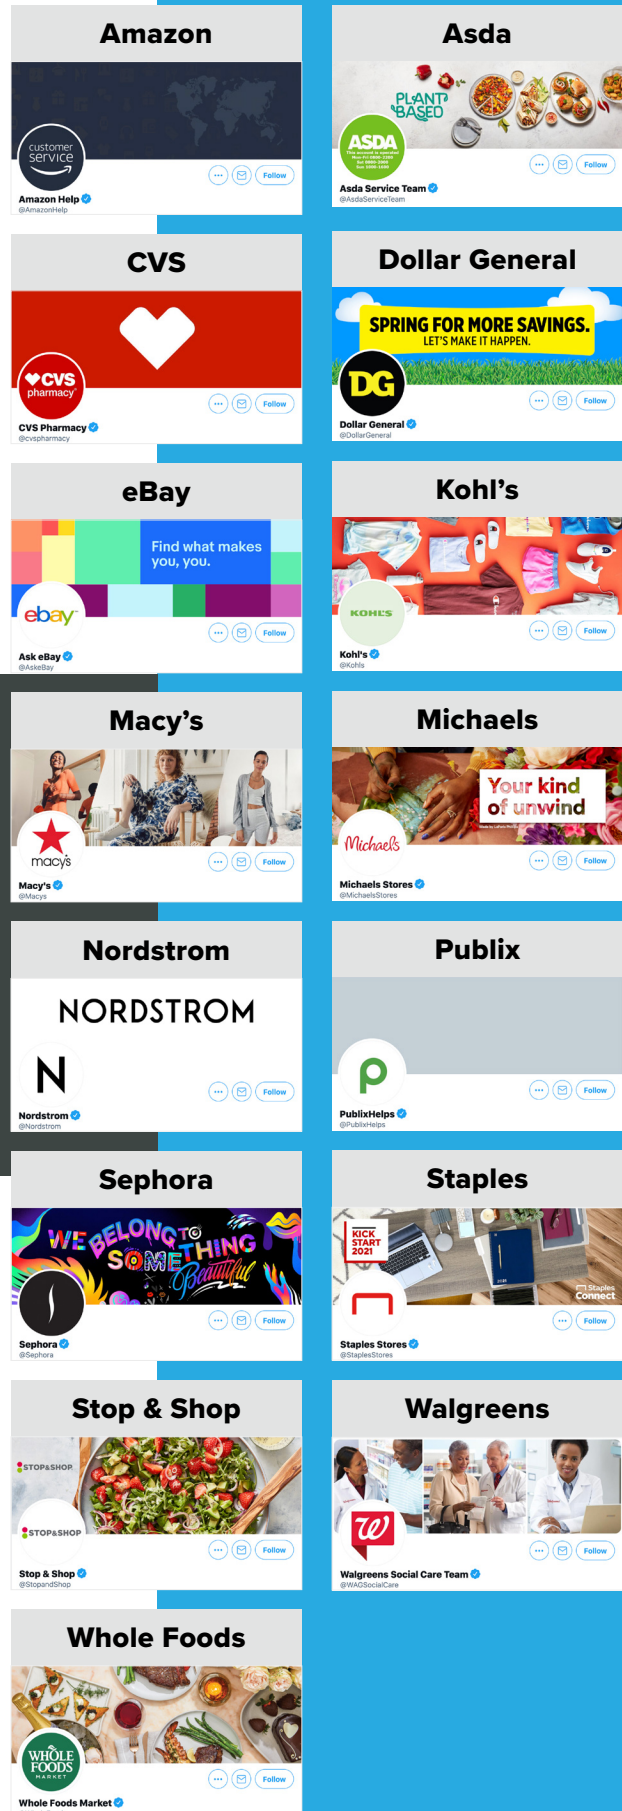 Amazon
customer
service
Follow
Amazon Help
@AmazonHelp
Asda
PLANT
BASED
ASDA
This account is operated
Follow
Asda Service Team
@AsdaServiceTeam
CVS
CVS
pharmacy
Follow
CVS Pharmacy
@cvspharmacy
Dollar General
SPRING FOR MORE SAVINGS.
LET'S MAKE IT HAPPEN.
DG
Follow
Dollar General
@DollarGeneral
eBay
Find what makes
you, you.
ebay
Follow
Ask eBay
@AskeBay
Kohl's
KOHL'S
Follow
Kohl's
@Kohls
Macy's
macy's
Follow
Macy's
@Macys
Michaels
Your kind
of unwind
Michaels
Follow
Michaels Stores
@MichaelsStores
Nordstrom
NORDSTROM
N
Follow
Nordstrom
@Nordstrom
Publix
p
Follow
PublixHelps
@PublixHelps
Sephora
WE BELONG TO
SOMETHING
Beautiful
Follow
Sephora
@Sephora
Staples
KICK
START
2021
Staples
Connect
Follow
Staples Stores
@StaplesStores
Stop & Shop
STOP&SHOP
STOP&SHOP
Follow
Stop & Shop
@StopandShop
Walgreens
W
Follow
Walgreens Social Care Team
@WAGSocialCare
Whole Foods
WHOLE
FOODS
MARKET
Follow
Whole Foods Market